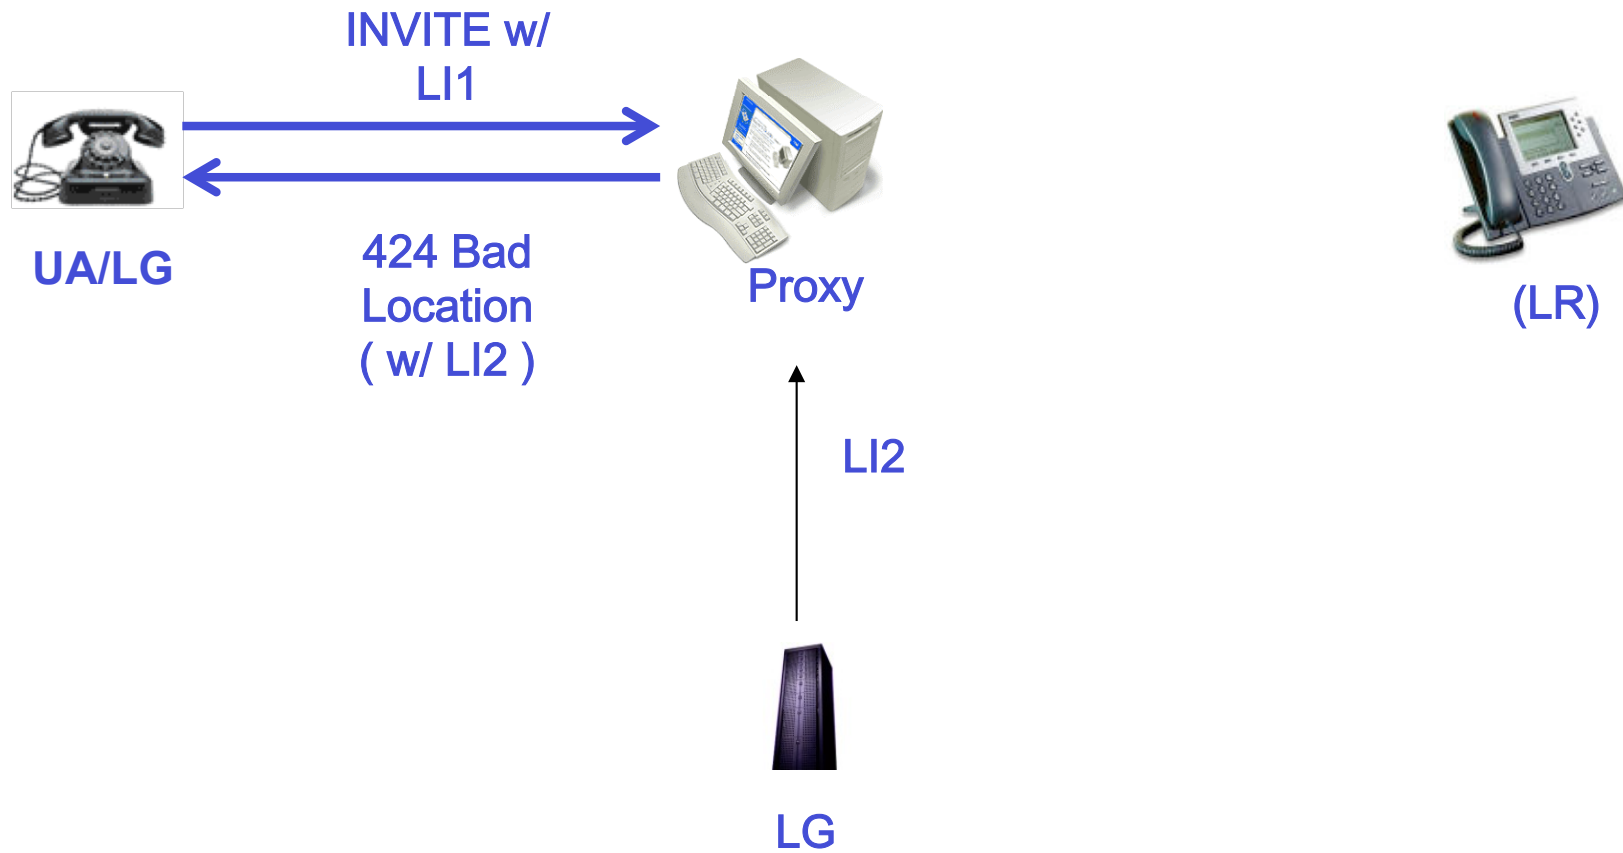 INVITE w/
LI1
UA/LG
424 Bad
Location
( w/ LI2 )
Proxy
(LR)
LI2
LG